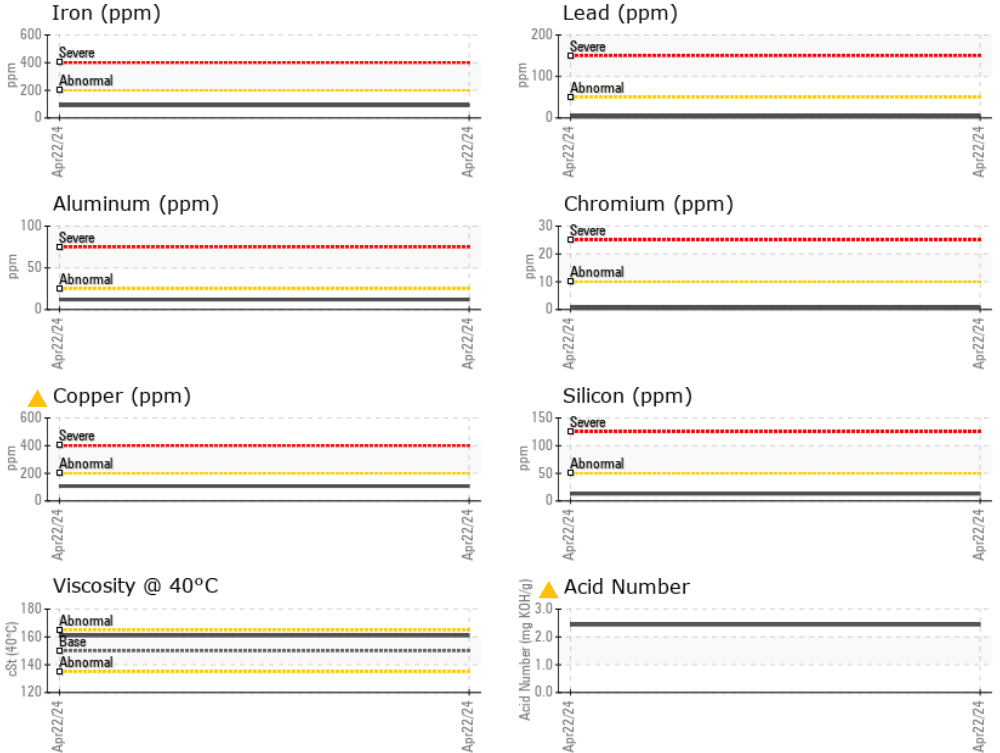 Iron (ppm)
600
400
200
0
ppm
Severe
Abnormal
Apr22/24
Apr22/24
Lead (ppm)
200
100
0
ppm
Severe
Abnormal
Apr22/24
Apr22/24
Aluminum (ppm)
100
50
0
ppm
Severe
Abnormal
Apr22/24
Apr22/24
Chromium (ppm)
30
20
10
0
ppm
Severe
Abnormal
Apr22/24
Apr22/24
Copper (ppm)
600
400
200
0
ppm
Severe
Abnormal
Apr22/24
Apr22/24
Silicon (ppm)
150
100
50
0
ppm
Severe
Abnormal
Apr22/24
Apr22/24
Viscosity @ 40°C
180
160
140
120
cSt (40°C)
Abnormal
Base
Abnormal
Apr22/24
Apr22/24
Acid Number
3.0
2.0
1.0
0.0
Acid Number (mg KOH/g)
Apr22/24
Apr22/24